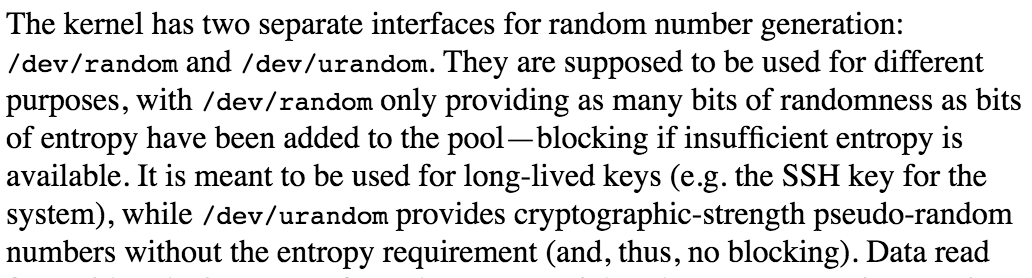 The kernel has two separate interfaces for random number generation:
/dev/random and /dev/urandom. They are supposed to be used for different
purposes, with /dev/random only providing as many bits of randomness as bits
of entropy have been added to the pool—blocking if insufficient entropy is
available. It is meant to be used for long-lived keys (e.g. the SSH key for the
system), while /dev/urandom provides cryptographic-strength pseudo-random
numbers without the entropy requirement (and, thus, no blocking). Data read